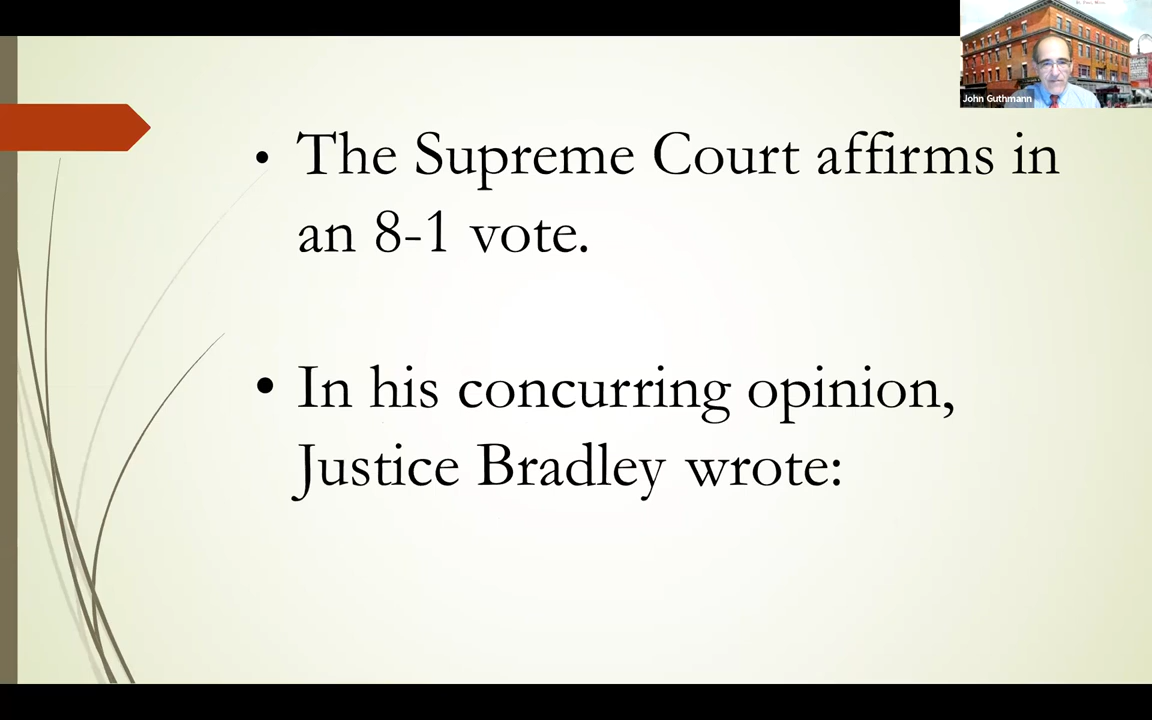 John Guthmann
• The Supreme Court affirms in
an 8-1 vote.
• In his concurring opinion,
Justice Bradley wrote: